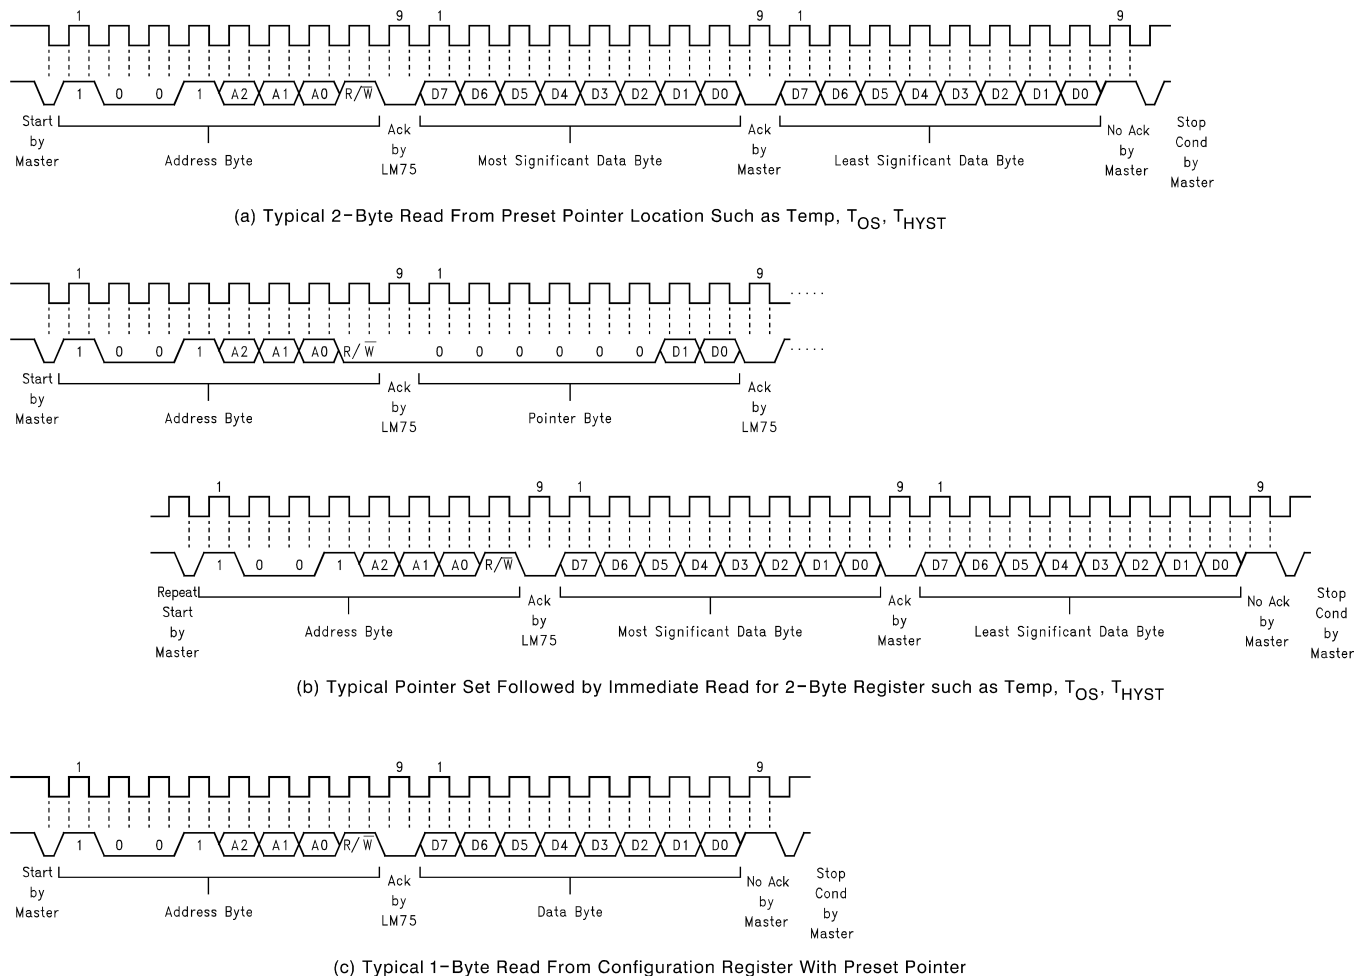 1 9 1 9 1 9
1 0 0 1 A2 A1 A0 R/W̅ D7 D6 D5 D4 D3 D2 D1 D0 D7 D6 D5 D4 D3 D2 D1 D0
Start by Master
Address Byte
Ack by LM75
Most Significant Data Byte
Ack by Master
Least Significant Data Byte
No Ack by Master
Stop Cond by Master
(a) Typical 2-Byte Read From Preset Pointer Location Such as Temp, TOS, THYST
1 9 1 9
1 0 0 1 A2 A1 A0 R/W̅ 0 0 0 0 0 0 D1 D0
Start by Master
Address Byte
Ack by LM75
Pointer Byte
Ack by LM75
1 9 1 9 1 9
1 0 0 1 A2 A1 A0 R/W̅ D7 D6 D5 D4 D3 D2 D1 D0 D7 D6 D5 D4 D3 D2 D1 D0
Repeat Start by Master
Address Byte
Ack by LM75
Most Significant Data Byte
Ack by Master
Least Significant Data Byte
No Ack by Master
Stop Cond by Master
(b) Typical Pointer Set Followed by Immediate Read for 2-Byte Register such as Temp, TOS, THYST
1 9 1 9
1 0 0 1 A2 A1 A0 R/W̅ D7 D6 D5 D4 D3 D2 D1 D0
Start by Master
Address Byte
Ack by LM75
Data Byte
No Ack by Master
Stop Cond by Master
(c) Typical 1-Byte Read From Configuration Register With Preset Pointer